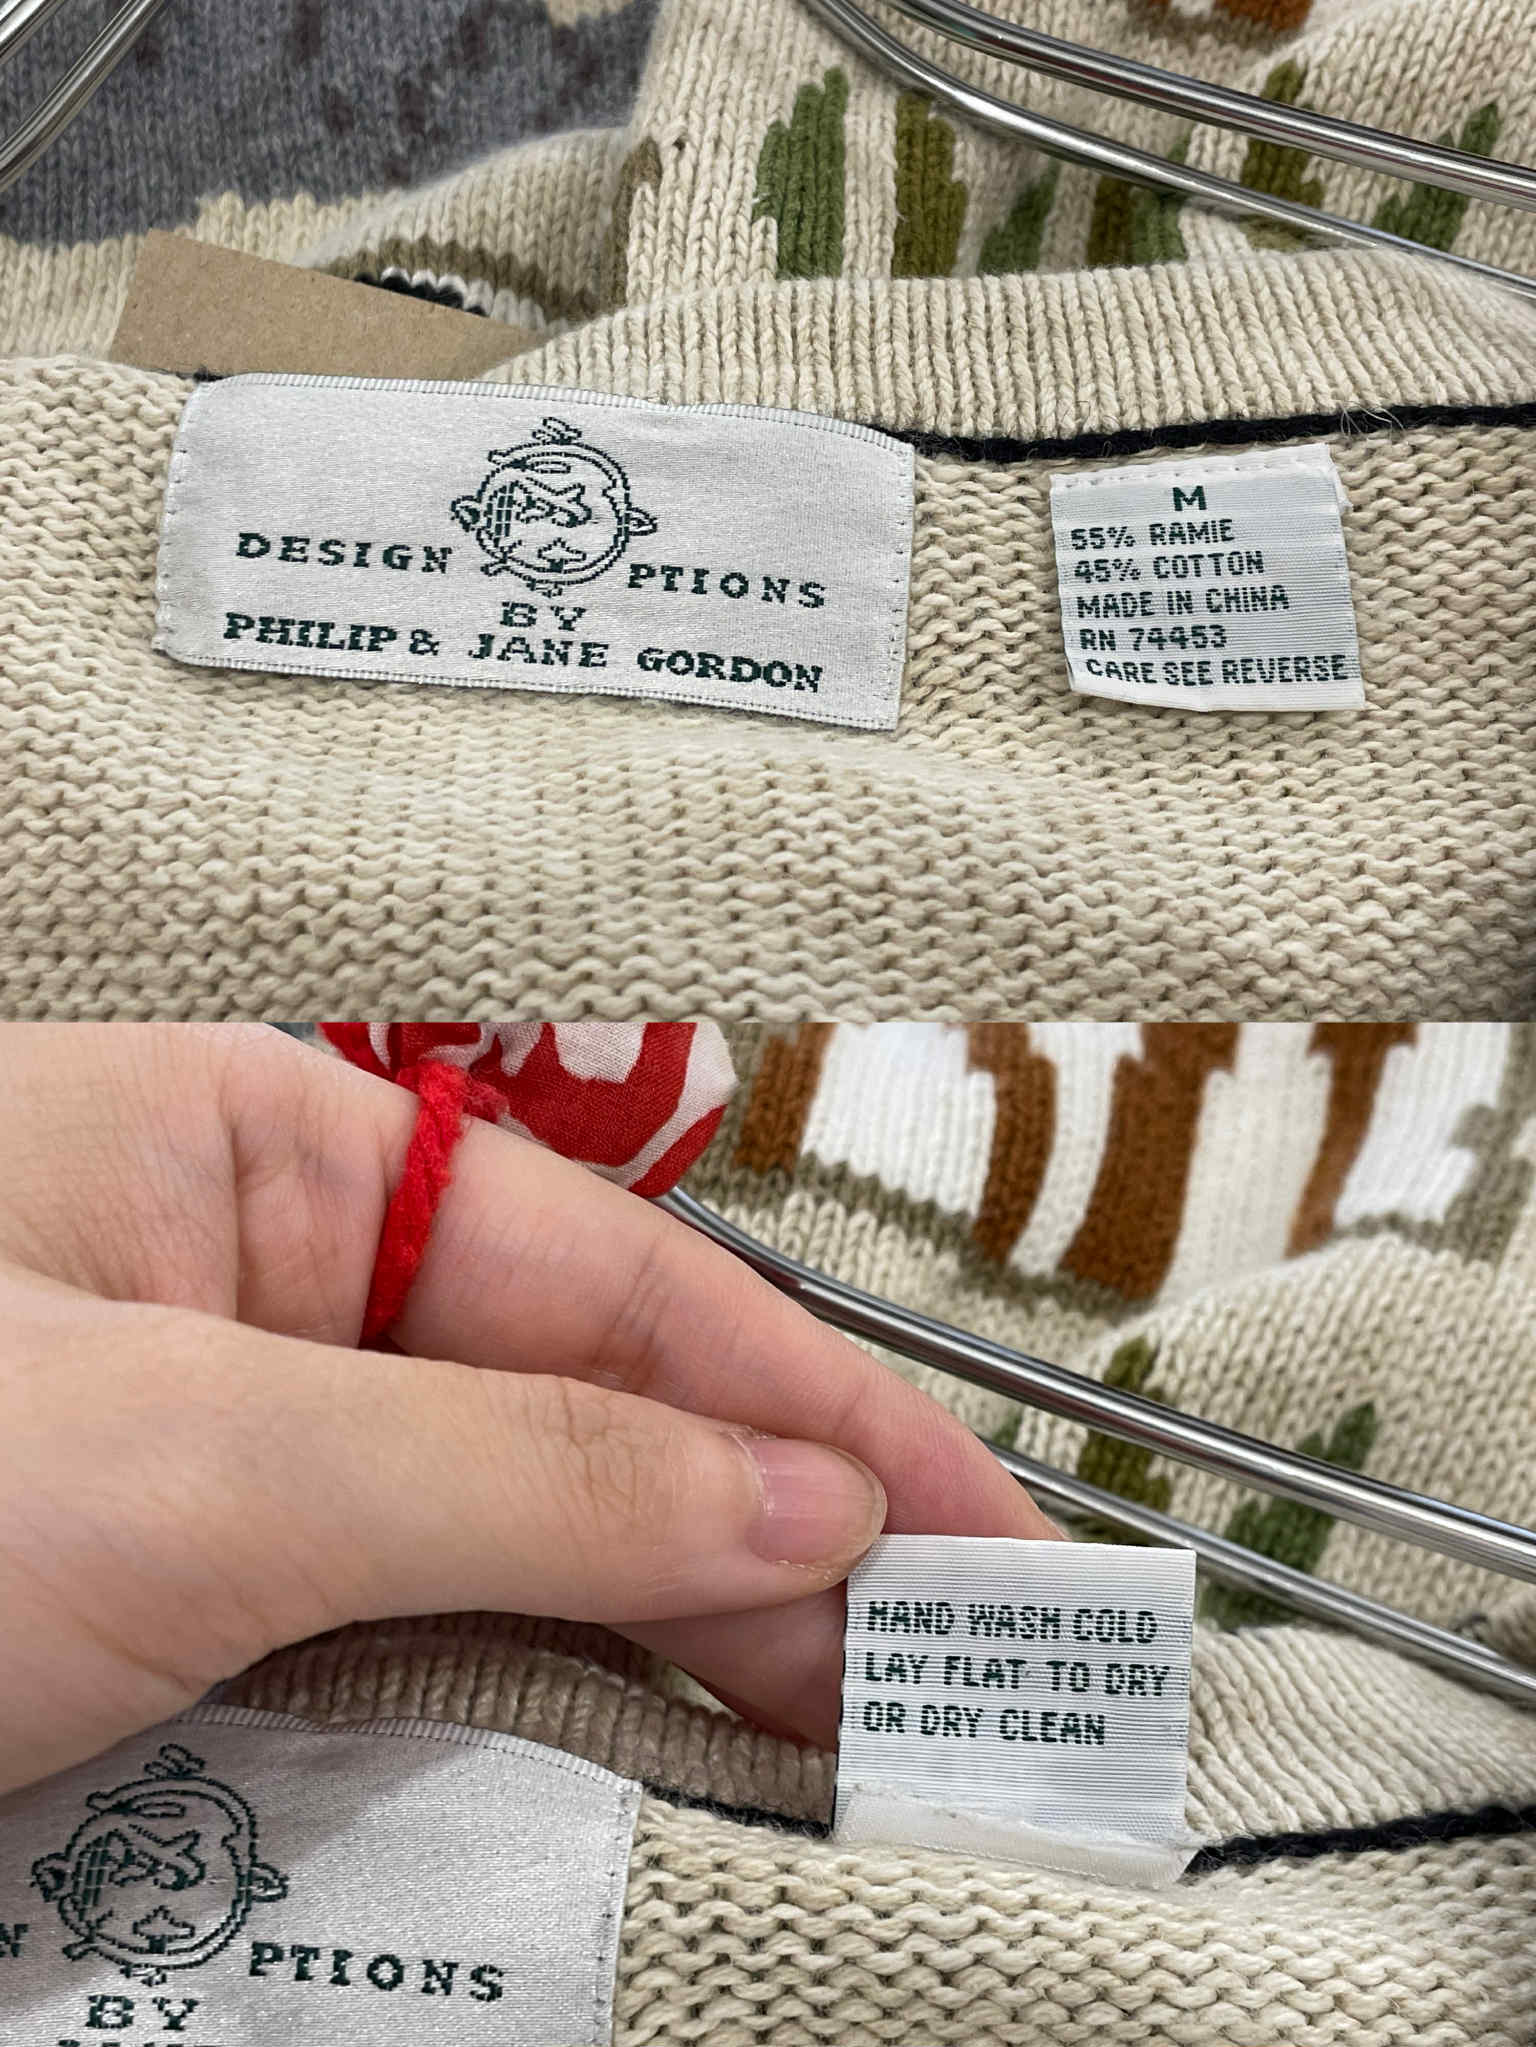 DESIGN PTIONS
BY
PHILIP & JANE GORDON
M
55% RAMIE
45% COTTON
MADE IN CHINA
RN 74453
CARE SEE REVERSE
HAND WASH COLD
LAY FLAT TO DRY
OR DRY CLEAN
N PTIONS
BY